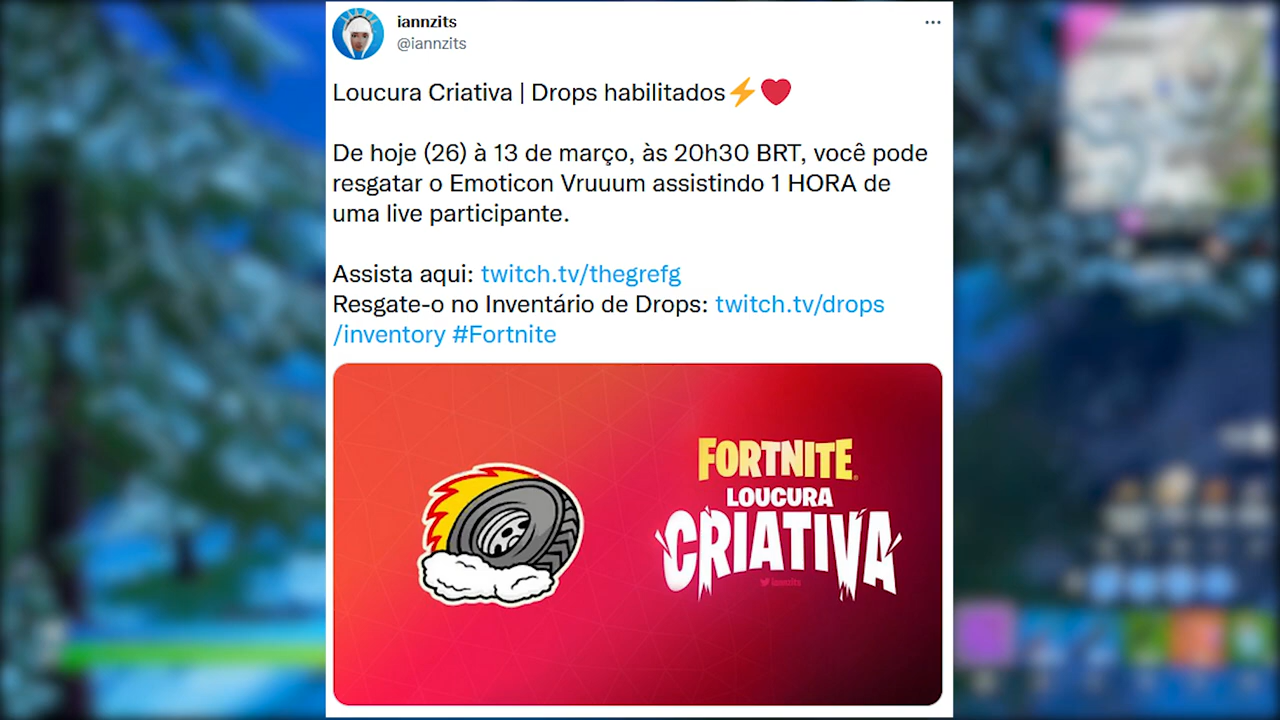 iannzits
@iannzits
Loucura Criativa | Drops habilitados⚡❤️
De hoje (26) à 13 de março, às 20h30 BRT, você pode
resgatar o Emoticon Vruuum assistindo 1 HORA de
uma live participante.
Assista aqui: twitch.tv/thegrefg
Resgate-o no Inventário de Drops: twitch.tv/drops
/inventory #Fortnite
FORTNITE
LOUCURA
CRIATIVA
iannzits